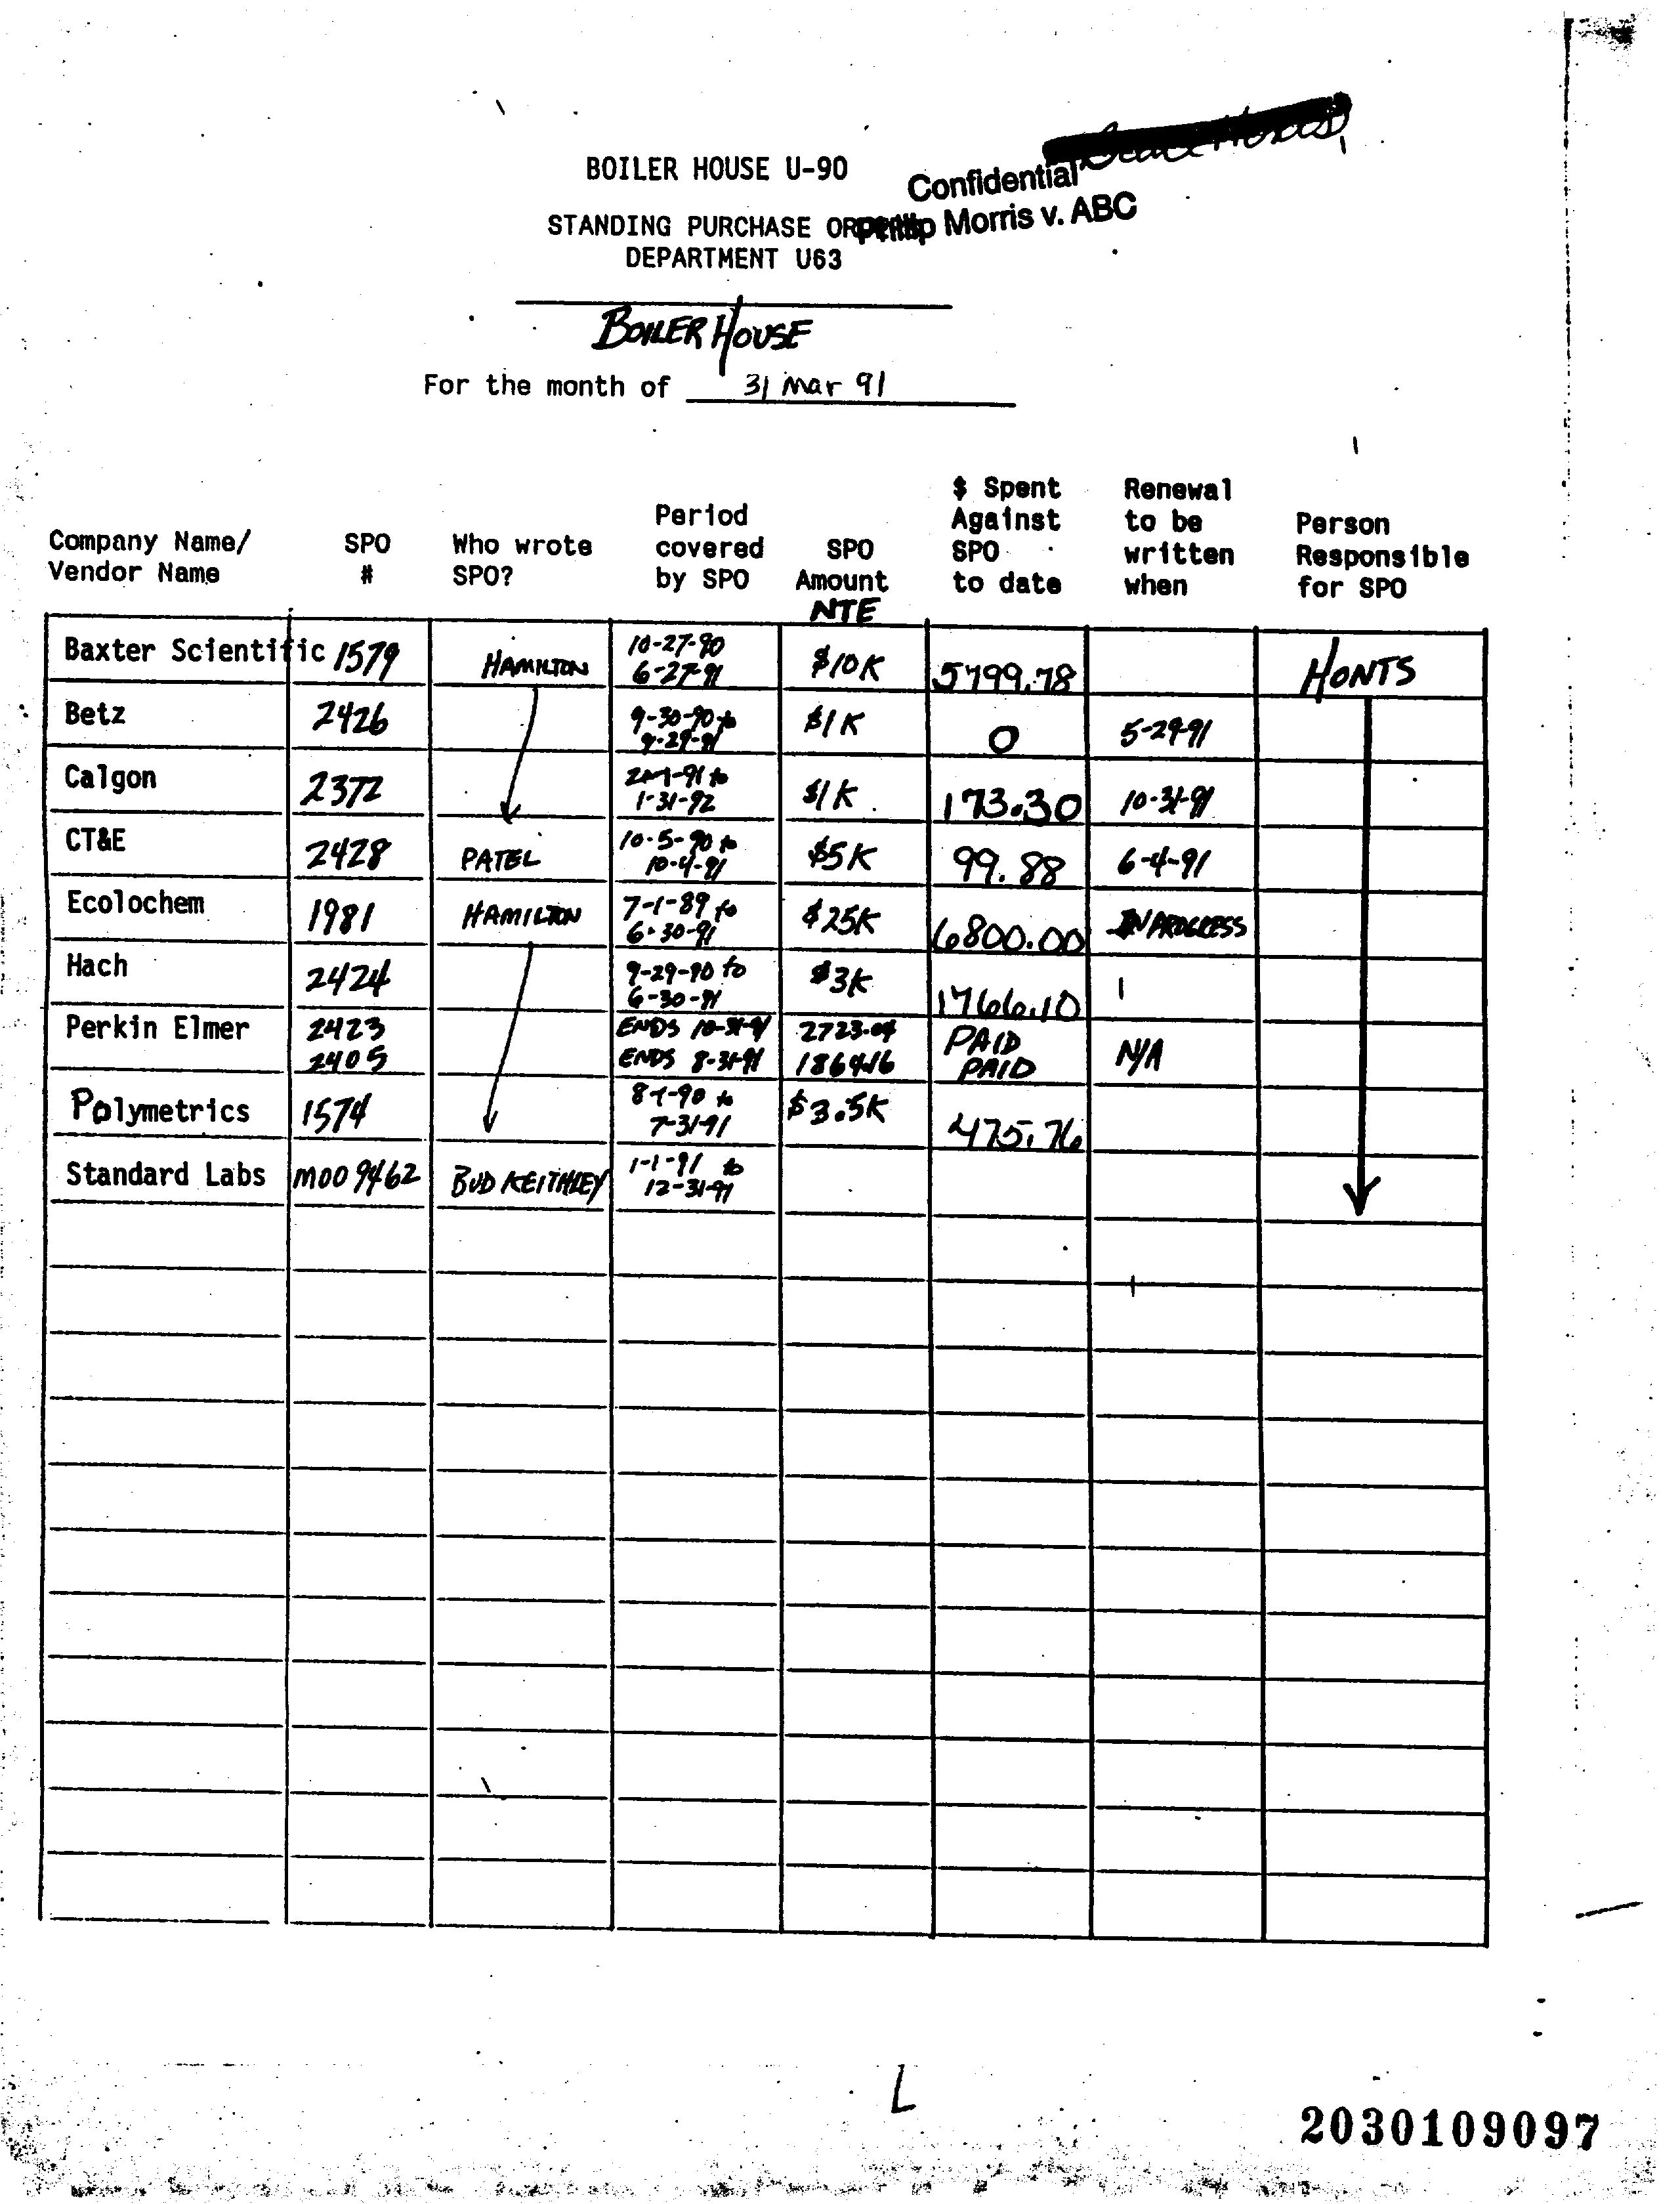 BOILER HOUSE U-90
Confidential
STANDING PURCHASE ORDERS
Philip Morris v. ABC
DEPARTMENT U63
BOILER HOUSE
For the month of 31 Mar 91
Company Name/ Vendor Name
SPO #
Who wrote SPO?
Period covered by SPO
SPO Amount NTE
$ Spent Against SPO to date
Renewal to be written when
Person Responsible for SPO
Baxter Scientific 1579 HAMILTON 10-27-90 6-27-91 $10K 5799.78 HONTS
Betz 2426 9-30-90 to 9-29-91 $1K 0 5-29-91
Calgon 2372 2-1-91 to 1-31-92 $1K 173.30 10-31-91
CT&E 2428 PATEL 10-5-90 to 10-4-91 $5K 99.88 6-4-91
Ecolochem 1981 HAMILTON 7-1-89 to 6-30-91 $25K 6800.00 IN PROGRESS
Hach 2424 9-29-90 to 6-30-91 $3K 1766.10
Perkin Elmer 2423 ENDS 10-31-91 2723.04 PAID N/A
2405 ENDS 8-31-91 1864.16 PAID
Polymetrics 1574 8-1-90 to 7-31-91 $3.5K 475.76
Standard Labs M009462 BUD KEITHLEY 1-1-91 to 12-31-91
L
2030109097